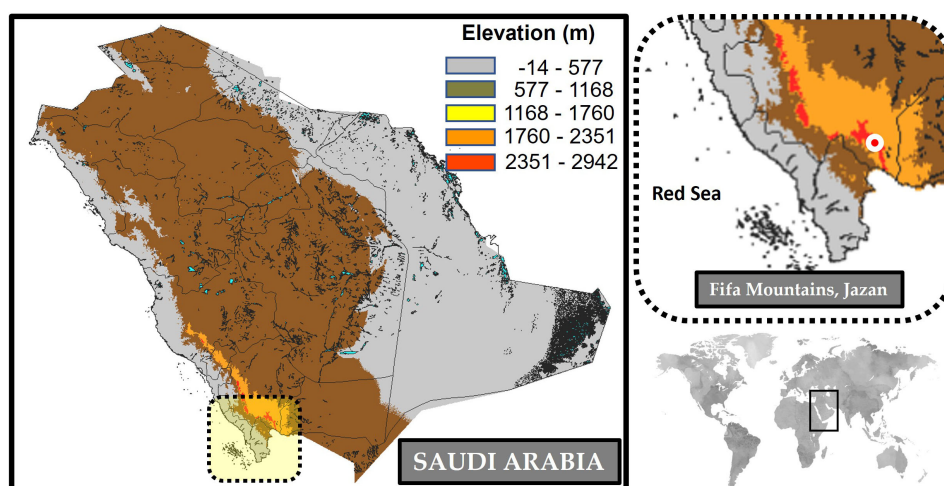 Elevation (m)
-14 - 577
577 - 1168
1168 - 1760
1760 - 2351
2351 - 2942
SAUDI ARABIA
Red Sea
Fifa Mountains, Jazan